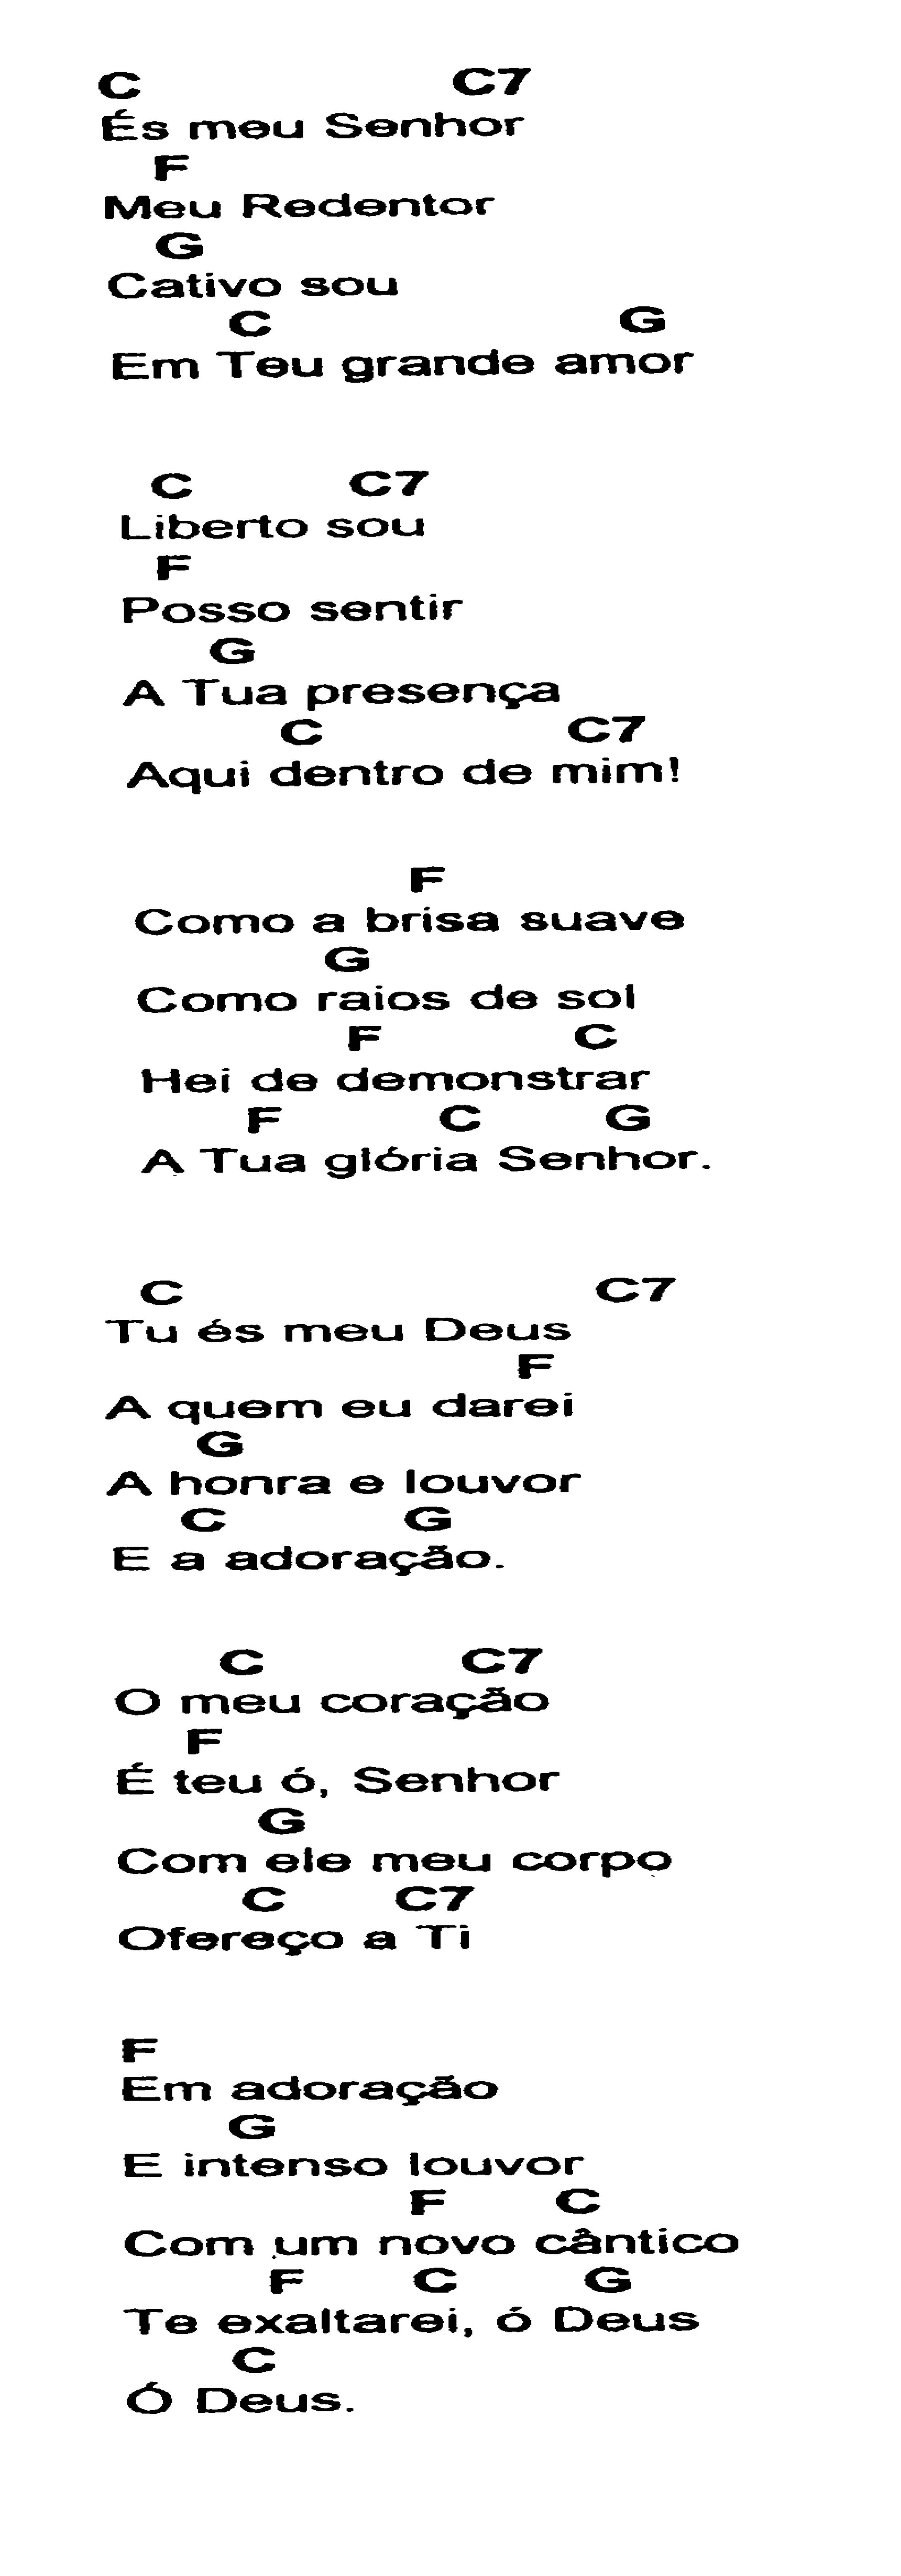 C C7
És meu Senhor
F
Meu Redentor
G
Cativo sou
C G
Em Teu grande amor
C C7
Liberto sou
F
Posso sentir
G
A Tua presença
C C7
Aqui dentro de mim!
F
Como a brisa suave
G
Como raios de sol
F C
Hei de demonstrar
F C G
A Tua glória Senhor.
C C7
Tu és meu Deus
F
A quem eu darei
G
A honra e louvor
C G
E a adoração.
C C7
O meu coração
F
É teu ó, Senhor
G
Com ele meu corpo
C C7
Ofereço a Ti
F
Em adoração
G
E intenso louvor
F C
Com um novo cântico
F C G
Te exaltarei, ó Deus
C
Ó Deus.